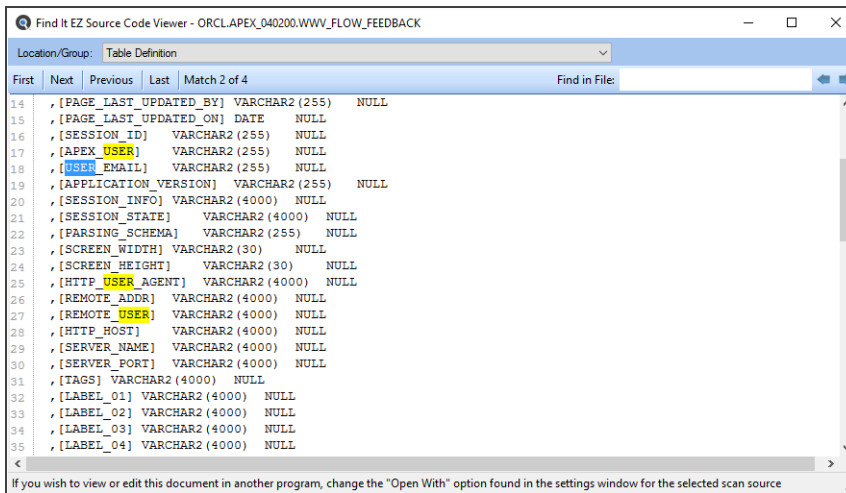 Find It EZ Source Code Viewer - ORCL.APEX_040200.WWV_FLOW_FEEDBACK
Location/Group: Table Definition
First Next Previous Last Match 2 of 4 Find in File:
14 ,[PAGE_LAST_UPDATED_BY] VARCHAR2(255) NULL
15 ,[PAGE_LAST_UPDATED_ON] DATE NULL
16 ,[SESSION_ID] VARCHAR2(255) NULL
17 ,[APEX_USER] VARCHAR2(255) NULL
18 ,[USER_EMAIL] VARCHAR2(255) NULL
19 ,[APPLICATION_VERSION] VARCHAR2(255) NULL
20 ,[SESSION_INFO] VARCHAR2(4000) NULL
21 ,[SESSION_STATE] VARCHAR2(4000) NULL
22 ,[PARSING_SCHEMA] VARCHAR2(255) NULL
23 ,[SCREEN_WIDTH] VARCHAR2(30) NULL
24 ,[SCREEN_HEIGHT] VARCHAR2(30) NULL
25 ,[HTTP_USER_AGENT] VARCHAR2(4000) NULL
26 ,[REMOTE_ADDR] VARCHAR2(4000) NULL
27 ,[REMOTE_USER] VARCHAR2(4000) NULL
28 ,[HTTP_HOST] VARCHAR2(4000) NULL
29 ,[SERVER_NAME] VARCHAR2(4000) NULL
30 ,[SERVER_PORT] VARCHAR2(4000) NULL
31 ,[TAGS] VARCHAR2(4000) NULL
32 ,[LABEL_01] VARCHAR2(4000) NULL
33 ,[LABEL_02] VARCHAR2(4000) NULL
34 ,[LABEL_03] VARCHAR2(4000) NULL
35 ,[LABEL_04] VARCHAR2(4000) NULL
If you wish to view or edit this document in another program, change the "Open With" option found in the settings window for the selected scan source